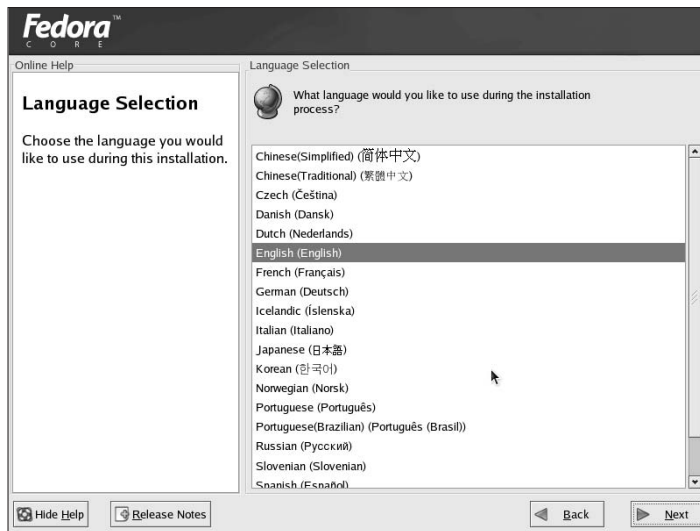 Fedora™
CORE
Online Help
Language Selection
Choose the language you would
like to use during this installation.
Language Selection
What language would you like to use during the installation
process?
Chinese(Simplified) (简体中文)
Chinese(Traditional) (繁體中文)
Czech (Čeština)
Danish (Dansk)
Dutch (Nederlands)
English (English)
French (Français)
German (Deutsch)
Icelandic (Íslenska)
Italian (Italiano)
Japanese (日本語)
Korean (한국어)
Norwegian (Norsk)
Portuguese (Português)
Portuguese(Brazilian) (Português (Brasil))
Russian (Русский)
Slovenian (Slovenian)
Spanish (Español)
Hide Help
Release Notes
Back
Next